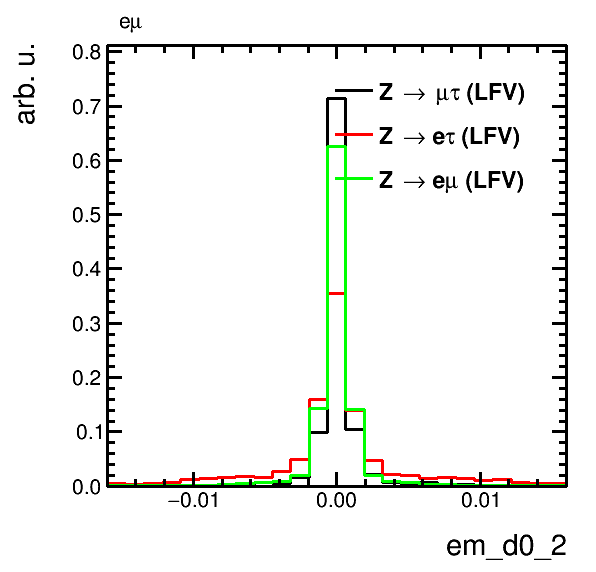 eμ
arb. u.
0.8
0.7
0.6
0.5
0.4
0.3
0.2
0.1
0.0
Z → μτ (LFV)
Z → eτ (LFV)
Z → eμ (LFV)
−0.01 0.00 0.01
em_d0_2